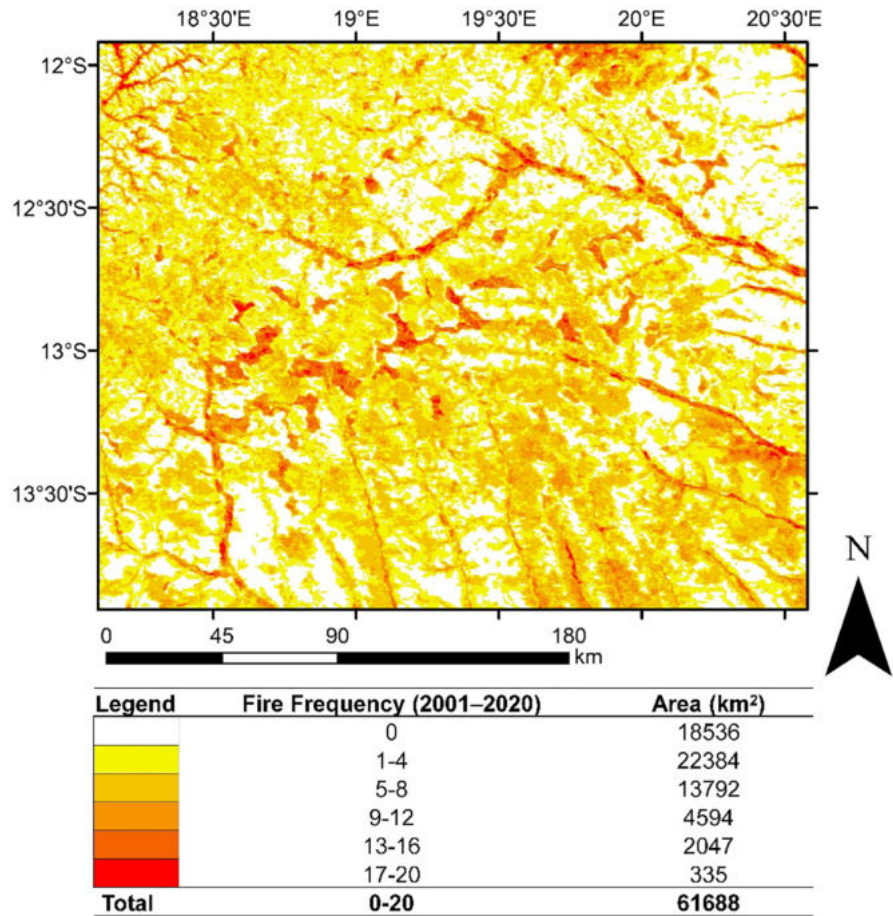 18°30'E 19°E 19°30'E 20°E 20°30'E
12°S
12°30'S
13°S
13°30'S
N
0 45 90 180
km
Legend Fire Frequency (2001–2020) Area (km²)
0 18536
1-4 22384
5-8 13792
9-12 4594
13-16 2047
17-20 335
Total 0-20 61688